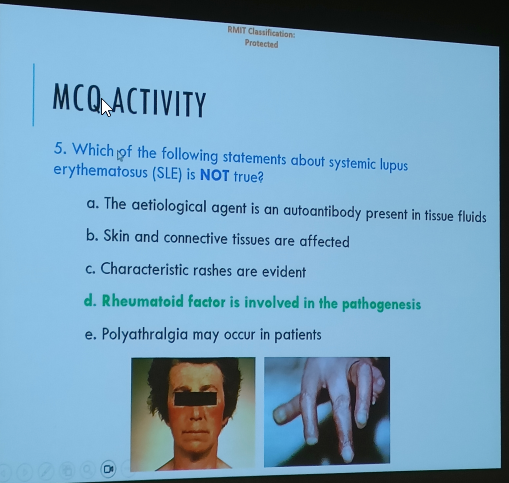 RMIT Classification:
Protected
MCQ ACTIVITY
5. Which of the following statements about systemic lupus
erythematosus (SLE) is NOT true?
a. The aetiological agent is an autoantibody present in tissue fluids
b. Skin and connective tissues are affected
c. Characteristic rashes are evident
d. Rheumatoid factor is involved in the pathogenesis
e. Polyathralgia may occur in patients